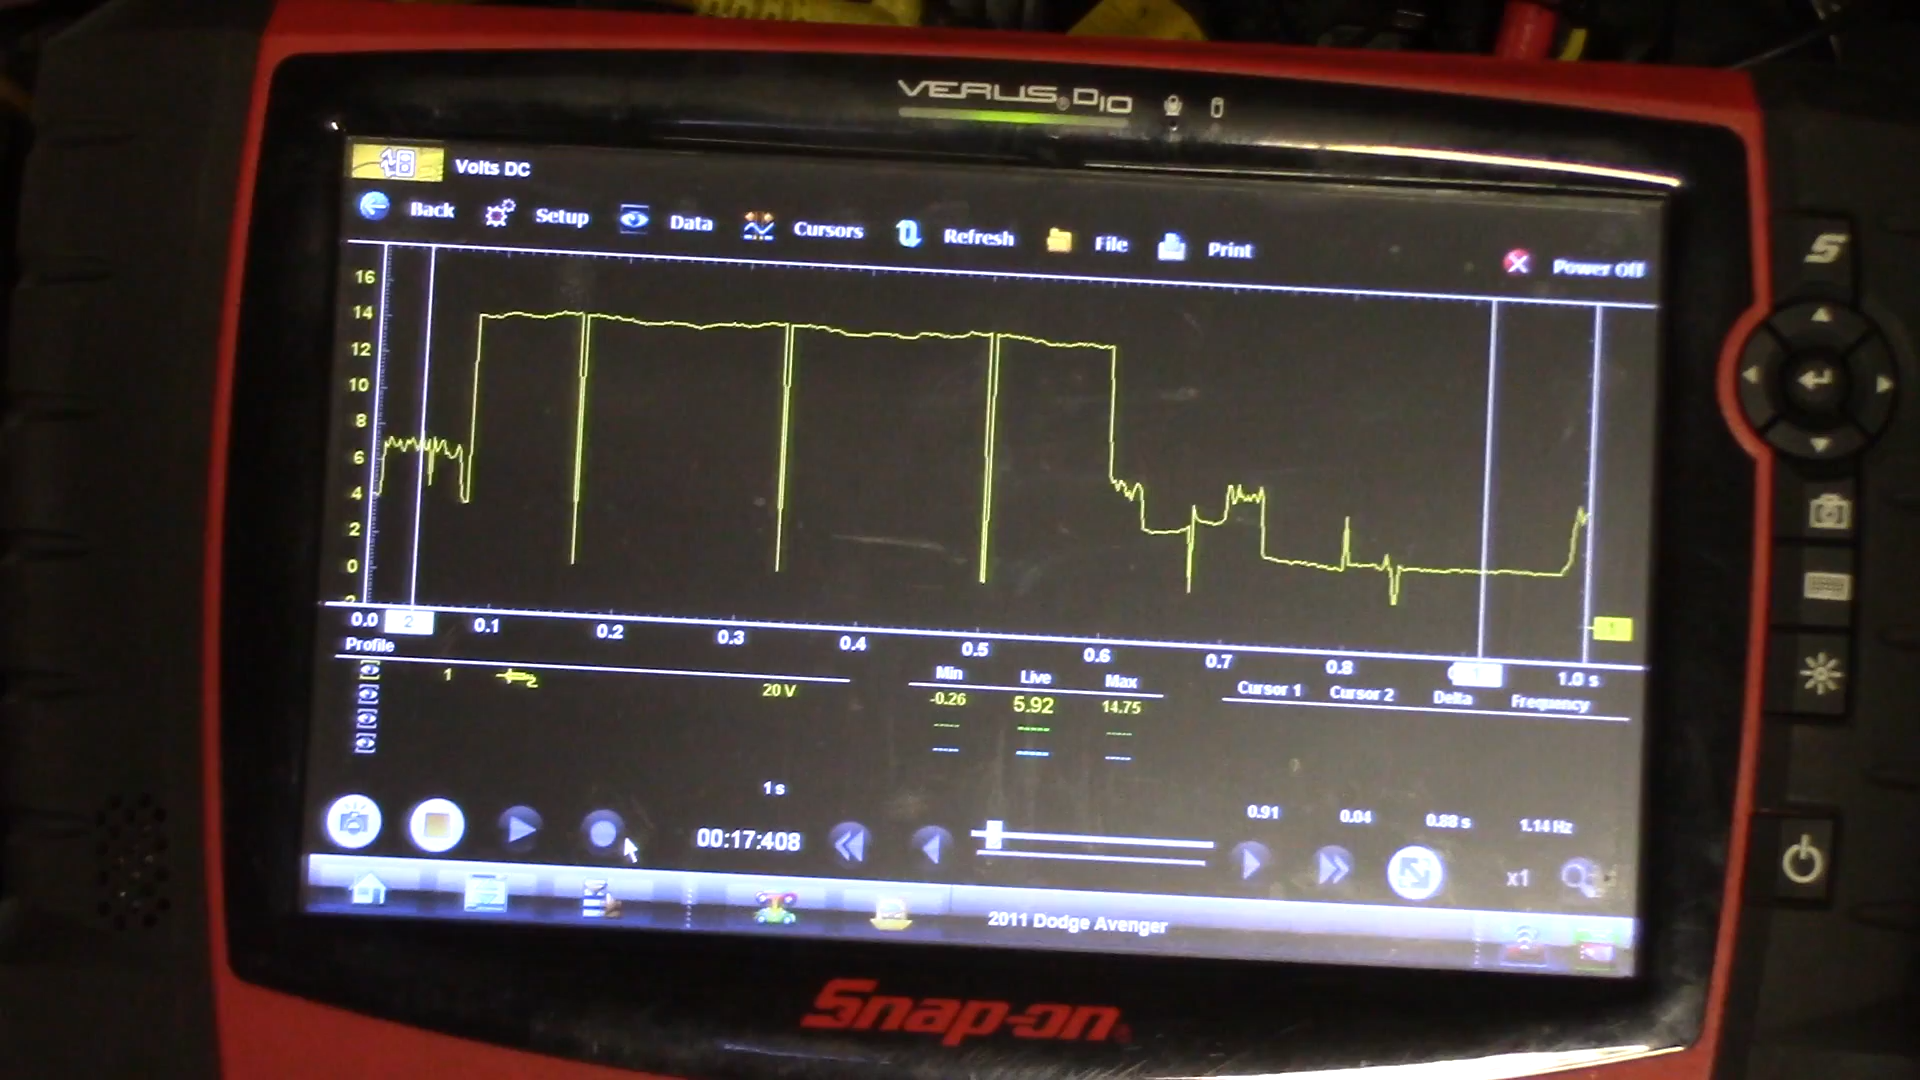 VERUS® D10
Volts DC
Back Setup Data Cursors Refresh File Print Power Off
16
14
12
10
8
6
4
2
0
0.0 2 0.1 0.2 0.3 0.4 0.5 0.6 0.7 0.8 1.0 s
Profile
1 2 20 V
Min Live Max
-0.26 5.92 14.75
---- ---- ----
---- ---- ----
Cursor 1 Cursor 2 Delta Frequency
1 s
0.91 0.04 0.88 s 1.14 Hz
00:17:408
x1
2011 Dodge Avenger
Snap-on
S